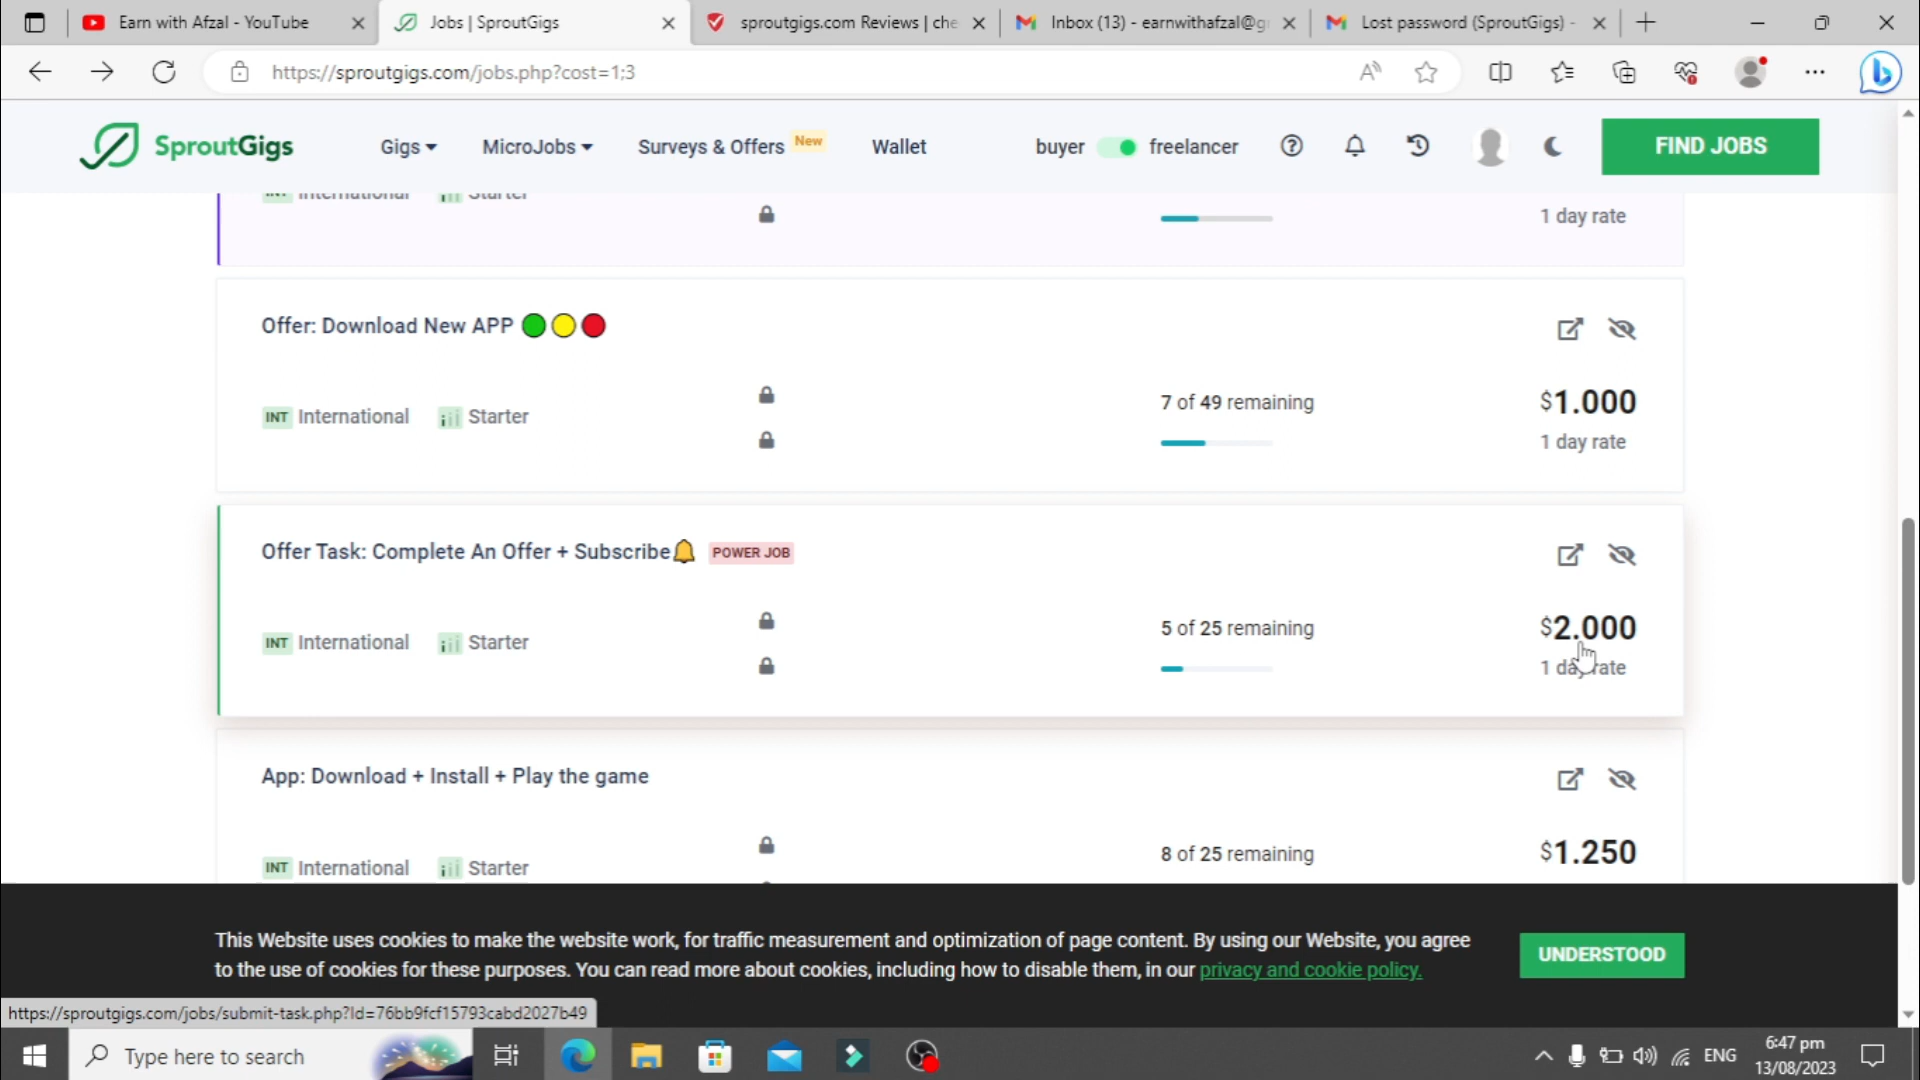 Earn with Afzal - YouTube
Jobs | SproutGigs
sproutgigs.com Reviews | che
Inbox (13) - earnwithafzal@g
Lost password (SproutGigs) -
https://sproutgigs.com/jobs.php?cost=1;3
SproutGigs
Gigs
MicroJobs
Surveys & Offers New
Wallet
buyer
freelancer
FIND JOBS
INT International Starter
1 day rate
Offer: Download New APP
INT International Starter
7 of 49 remaining
$1.000
1 day rate
Offer Task: Complete An Offer + Subscribe🔔 POWER JOB
INT International Starter
5 of 25 remaining
$2.000
1 day rate
App: Download + Install + Play the game
INT International Starter
8 of 25 remaining
$1.250
This Website uses cookies to make the website work, for traffic measurement and optimization of page content. By using our Website, you agree
to the use of cookies for these purposes. You can read more about cookies, including how to disable them, in our privacy and cookie policy.
UNDERSTOOD
https://sproutgigs.com/jobs/submit-task.php?Id=76bb9fcf15793cabd2027b49
Type here to search
ENG
6:47 pm
13/08/2023